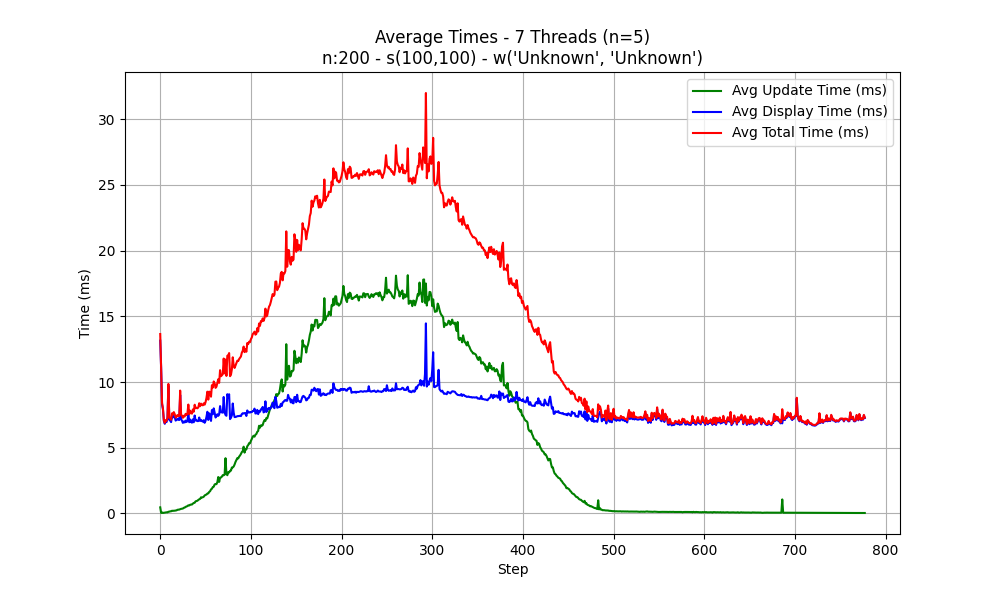 Average Times - 7 Threads (n=5)
n:200 - s(100,100) - w('Unknown', 'Unknown')
Avg Update Time (ms)
Avg Display Time (ms)
Avg Total Time (ms)
Time (ms)
30
25
20
15
10
5
0
0 100 200 300 400 500 600 700 800
Step